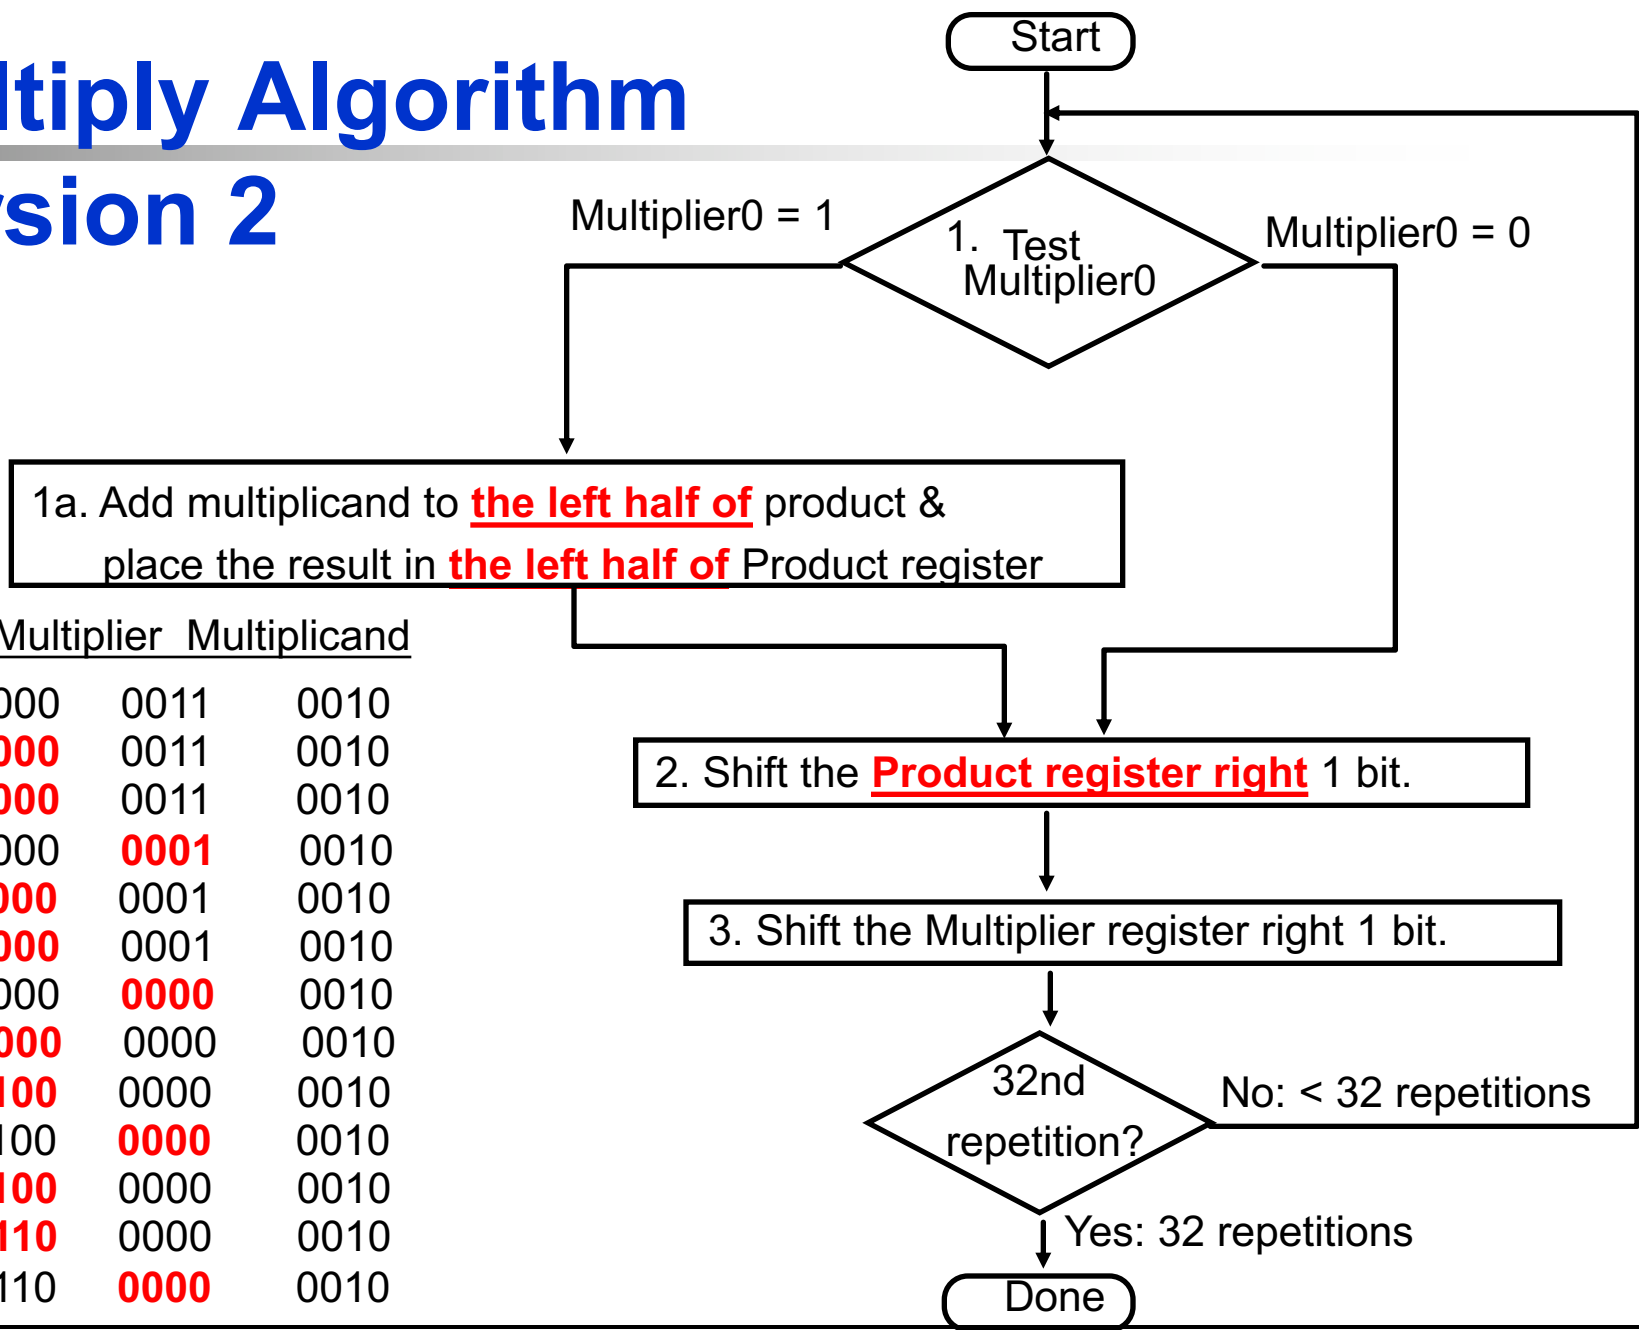 Start
ltiply Algorithm
rsion 2
Multiplier0 = 1
1. Test
Multiplier0
Multiplier0 = 0
1a. Add multiplicand to the left half of product &
place the result in the left half of Product register
Multiplier Multiplicand
000 0011 0010
000 0011 0010
000 0011 0010
000 0001 0010
000 0001 0010
000 0001 0010
000 0000 0010
000 0000 0010
100 0000 0010
100 0000 0010
100 0000 0010
110 0000 0010
110 0000 0010
2. Shift the Product register right 1 bit.
3. Shift the Multiplier register right 1 bit.
32nd
repetition?
No: < 32 repetitions
Yes: 32 repetitions
Done